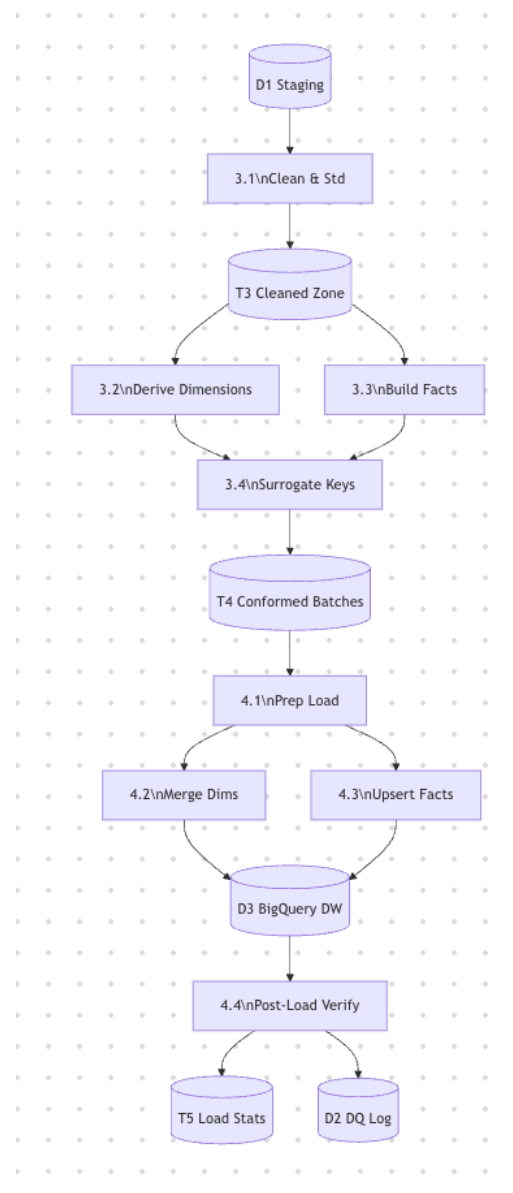 D1 Staging
3.1\nClean & Std
T3 Cleaned Zone
3.2\nDerive Dimensions
3.3\nBuild Facts
3.4\nSurrogate Keys
T4 Conformed Batches
4.1\nPrep Load
4.2\nMerge Dims
4.3\nUpsert Facts
D3 BigQuery DW
4.4\nPost-Load Verify
T5 Load Stats
D2 DQ Log